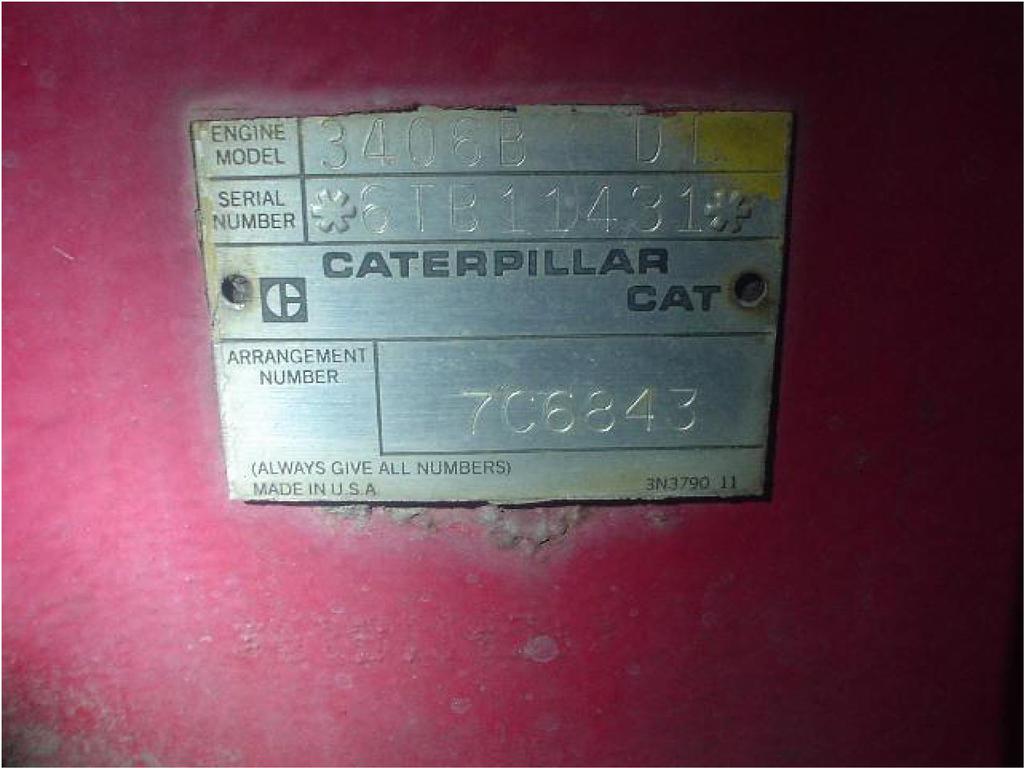 ENGINE MODEL 3406B DI
SERIAL NUMBER *6TB11431*
CATERPILLAR
C CAT
ARRANGEMENT NUMBER 7C6843
(ALWAYS GIVE ALL NUMBERS)
MADE IN U.S.A. 3N3790 11